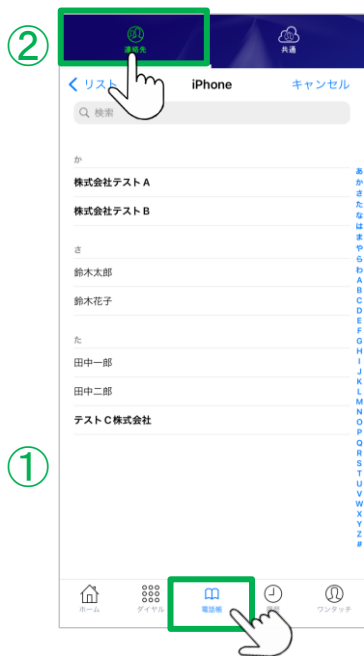 ②
連絡先
共通
リスト
iPhone
キャンセル
検索
か
株式会社テストA
株式会社テストB
さ
鈴木太郎
鈴木花子
た
田中一郎
田中二郎
テストC株式会社
あ
か
さ
た
な
は
ま
や
ら
わ
A
B
C
D
E
F
G
H
I
J
K
L
M
N
O
P
Q
R
S
T
U
V
W
X
Y
Z
#
①
ホーム
ダイヤル
電話帳
ワンタッチ